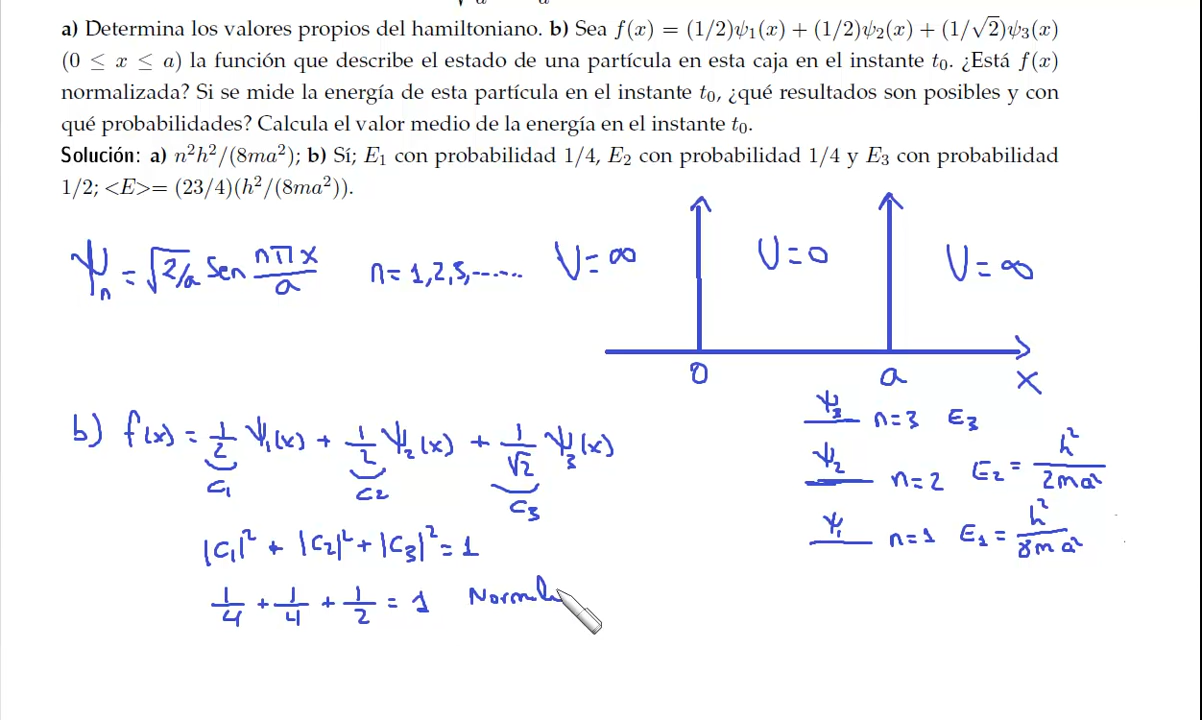 a) Determina los valores propios del hamiltoniano. b) Sea f(x) = (1/2)ψ₁(x) + (1/2)ψ₂(x) + (1/√2)ψ₃(x)
(0 ≤ x ≤ a) la función que describe el estado de una partícula en esta caja en el instante t₀. ¿Está f(x)
normalizada? Si se mide la energía de esta partícula en el instante t₀, ¿qué resultados son posibles y con
qué probabilidades? Calcula el valor medio de la energía en el instante t₀.
Solución: a) n²h²/(8ma²); b) Sí; E₁ con probabilidad 1/4, E₂ con probabilidad 1/4 y E₃ con probabilidad
1/2; <E>= (23/4)(h²/(8ma²)).
ψₙ = √2/a Sen nπx/a n= 1,2,3,-----..
V=∞ V=0 V=∞
0 a x
b) f(x) = 1/2 ψ₁(x) + 1/2 ψ₂(x) + 1/√2 ψ₃(x)
c₁ c₂ c₃
ψ₃ n=3 E₃
ψ₂ n=2 E₂ = h²/2ma²
ψ₁ n=1 E₁ = h²/8ma²
|c₁|² + |c₂|² + |c₃|² = 1
1/4 + 1/4 + 1/2 = 1 Normali